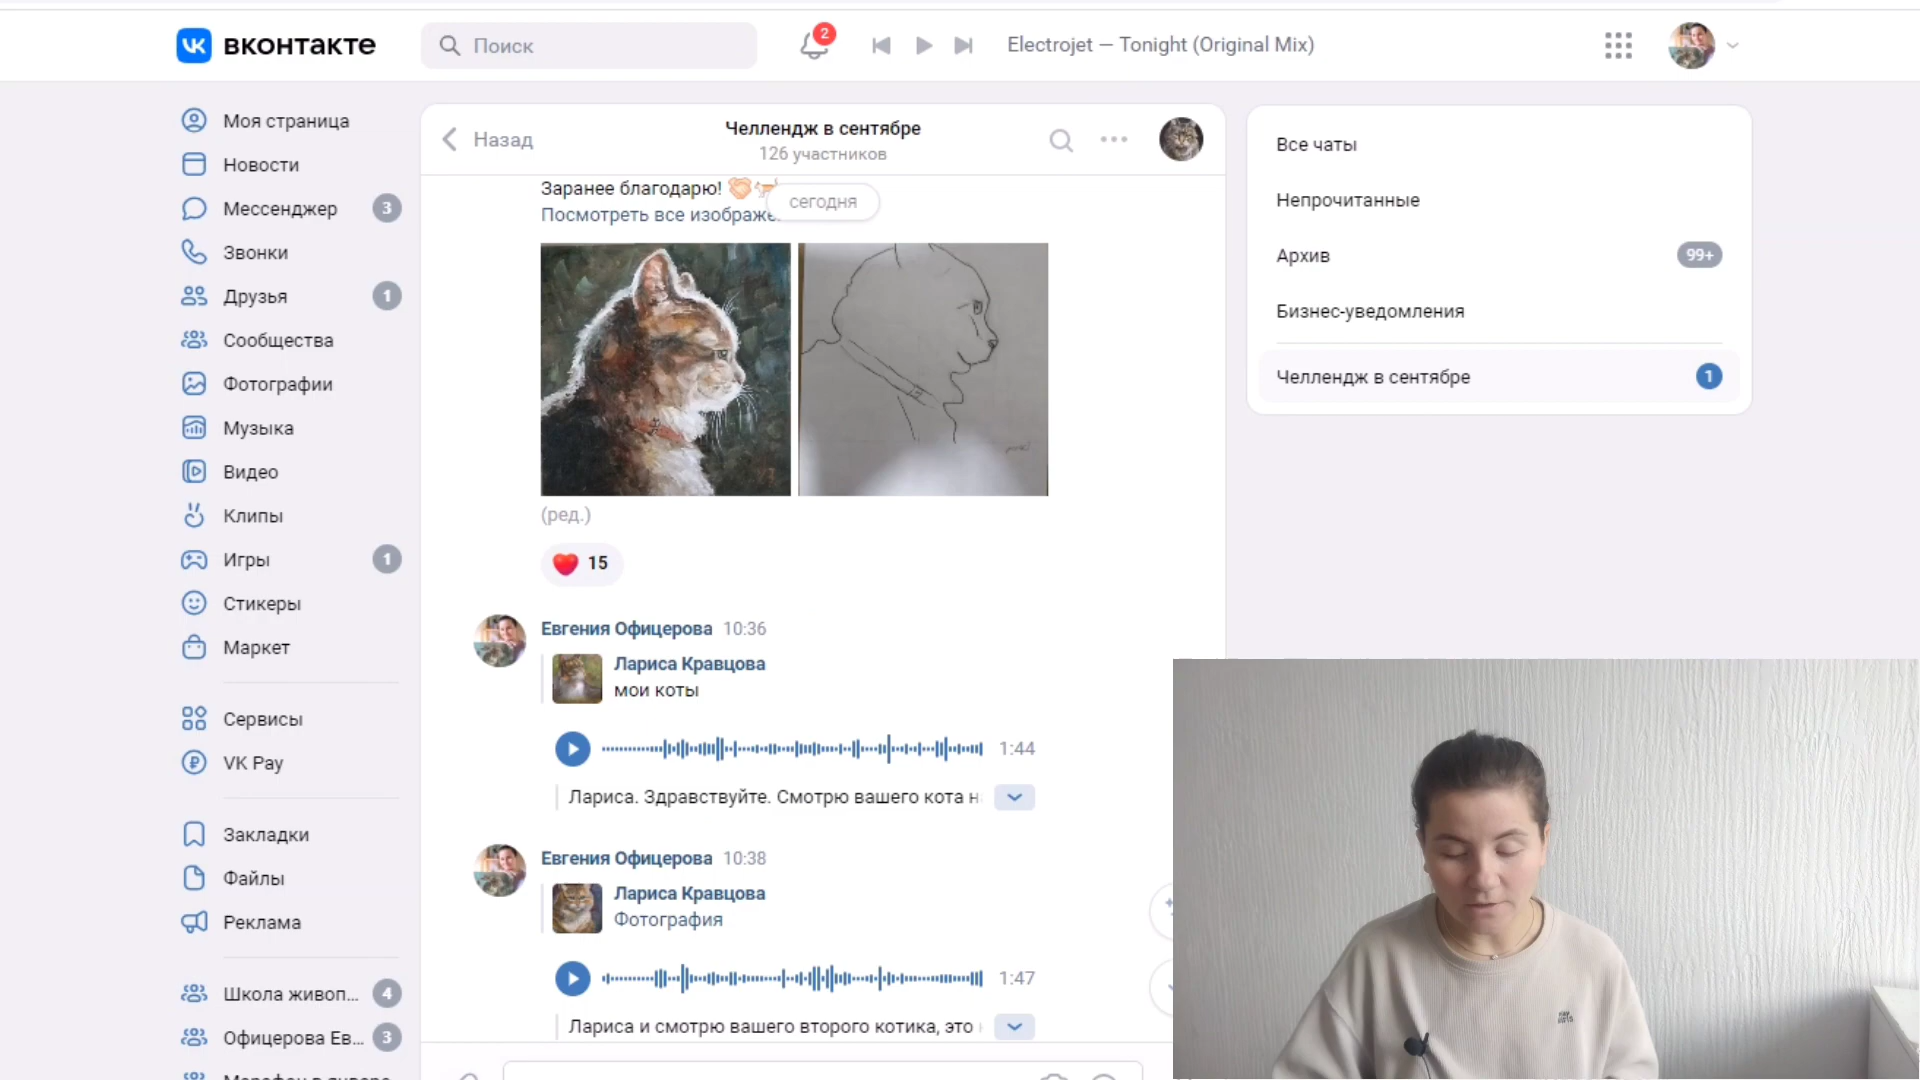 вконтакте
Поиск
2
Electrojet — Tonight (Original Mix)
Моя страница
Новости
Мессенджер 3
Звонки
Друзья 1
Сообщества
Фотографии
Музыка
Видео
Клипы
Игры 1
Стикеры
Маркет
Сервисы
VK Pay
Закладки
Файлы
Реклама
Школа живоп... 4
Офицерова Ев... 3
Назад
Челлендж в сентябре
126 участников
Заранее благодарю!
Посмотреть все изображе
сегодня
(ред.)
15
Евгения Офицерова 10:36
Лариса Кравцова
мои коты
1:44
Лариса. Здравствуйте. Смотрю вашего кота н
Евгения Офицерова 10:38
Лариса Кравцова
Фотография
1:47
Лариса и смотрю вашего второго котика, это
Все чаты
Непрочитанные
Архив 99+
Бизнес-уведомления
Челлендж в сентябре 1